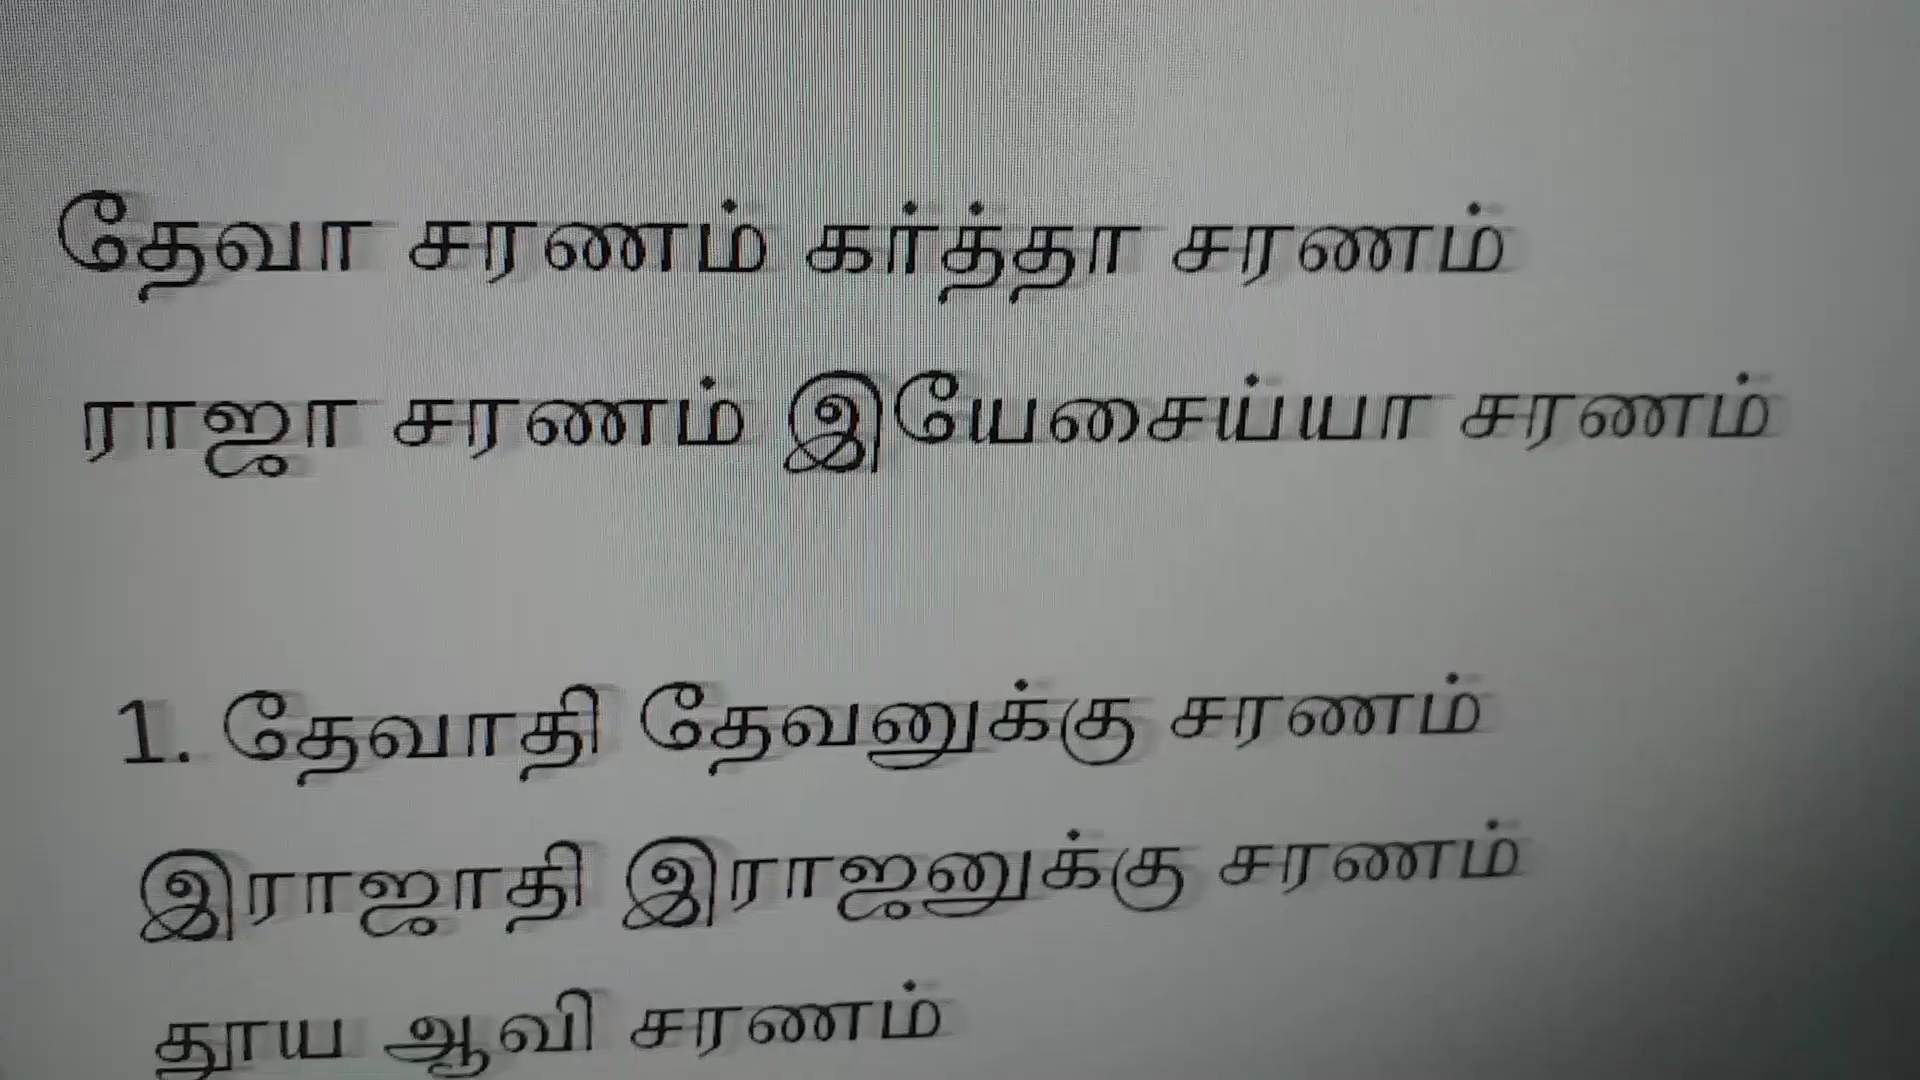 தேவா சரணம் கர்த்தா சரணம்
ராஜா சரணம் இயேசைய்யா சரணம்
1. தேவாதி தேவனுக்கு சரணம்
இராஜாதி இராஜனுக்கு சரணம்
தூய ஆவி சரணம்